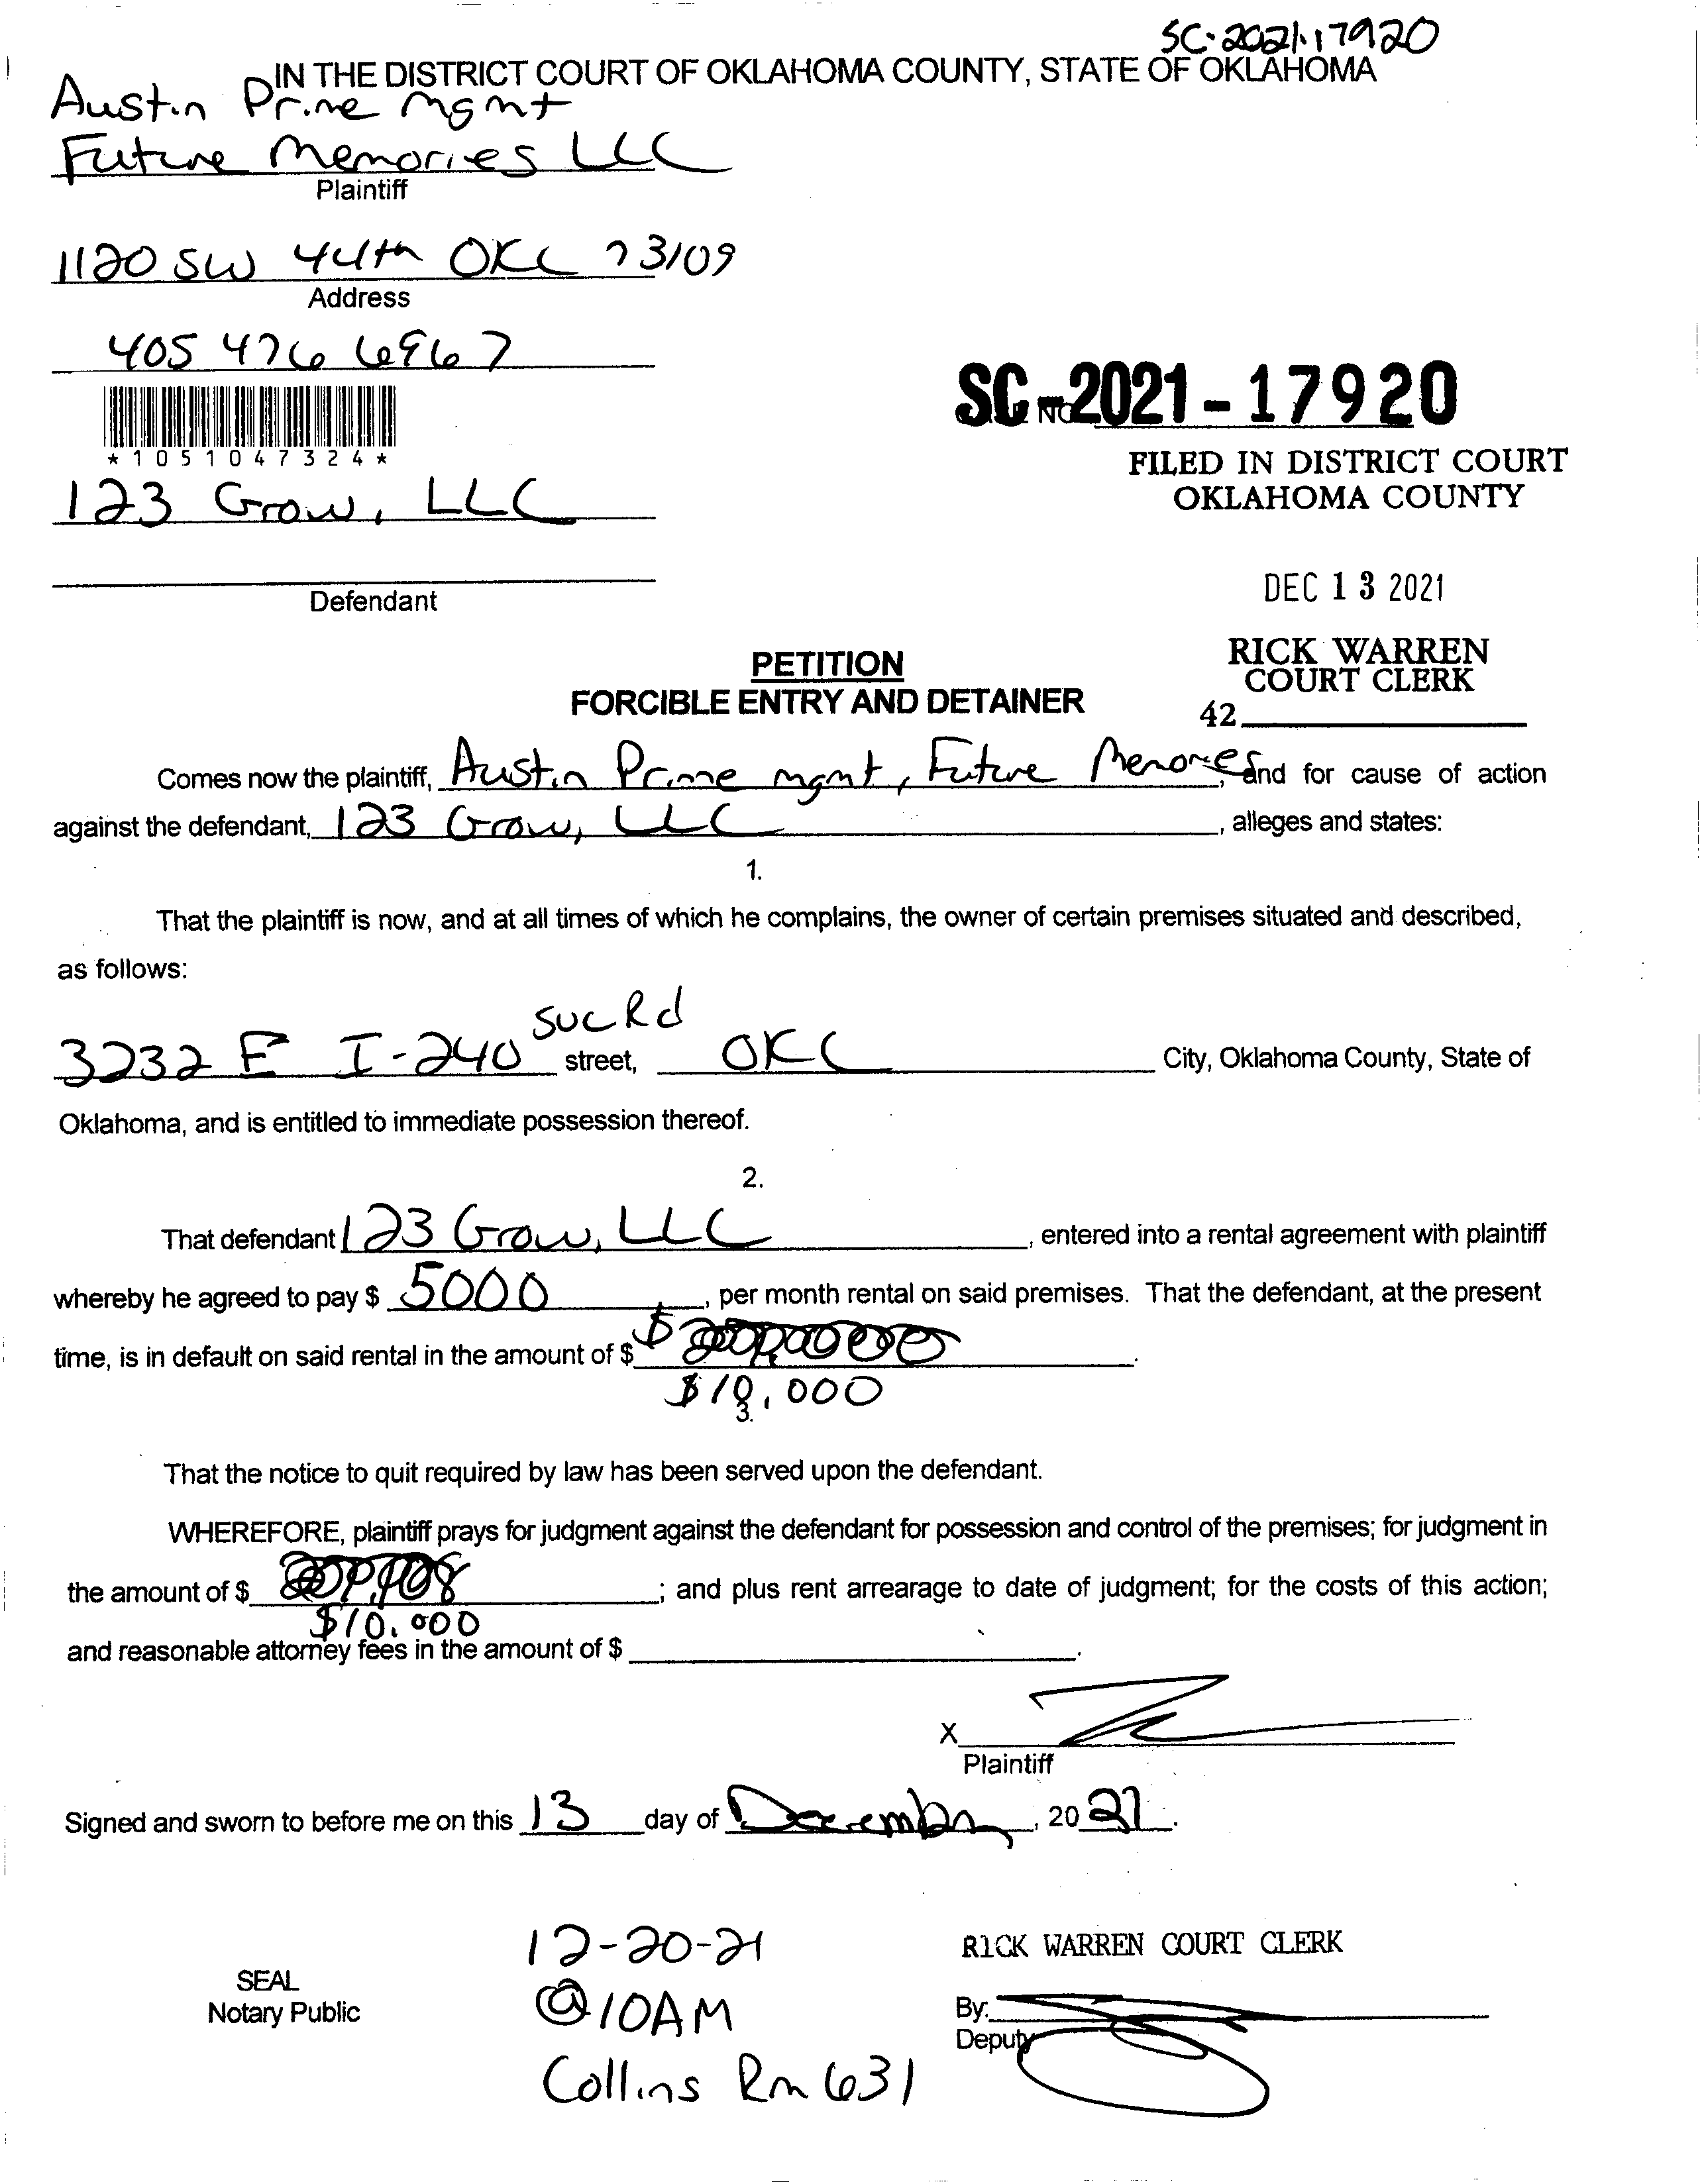 SC-2021-17920
IN THE DISTRICT COURT OF OKLAHOMA COUNTY, STATE OF OKLAHOMA
Austin Prime Mgmt
Future Memories LLC
Plaintiff
1120 SW 44th OKC 73109
Address
405 476 6967
*1051047324*
SC-2021-17920
NO.
FILED IN DISTRICT COURT
OKLAHOMA COUNTY
123 Grow, LLC
Defendant
DEC 13 2021
RICK WARREN
COURT CLERK
42
PETITION
FORCIBLE ENTRY AND DETAINER
Comes now the plaintiff, Austin Prime mgmt, Future Memories, and for cause of action
against the defendant, 123 Grow, LLC, alleges and states:
1.
That the plaintiff is now, and at all times of which he complains, the owner of certain premises situated and described,
as follows:
3232 E I-240 svc Rd street, OKC City, Oklahoma County, State of
Oklahoma, and is entitled to immediate possession thereof.
2.
That defendant 123 Grow, LLC, entered into a rental agreement with plaintiff
whereby he agreed to pay $ 5000, per month rental on said premises. That the defendant, at the present
time, is in default on said rental in the amount of $ $
$10,000
3.
That the notice to quit required by law has been served upon the defendant.
WHEREFORE, plaintiff prays for judgment against the defendant for possession and control of the premises; for judgment in
the amount of $ ; and plus rent arrearage to date of judgment; for the costs of this action;
$10.000
and reasonable attorney fees in the amount of $ .
X
Plaintiff
Signed and sworn to before me on this 13 day of December, 20 21.
12-20-21
@10AM
Collins Rm 631
SEAL
Notary Public
RICK WARREN COURT CLERK
By:
Deputy